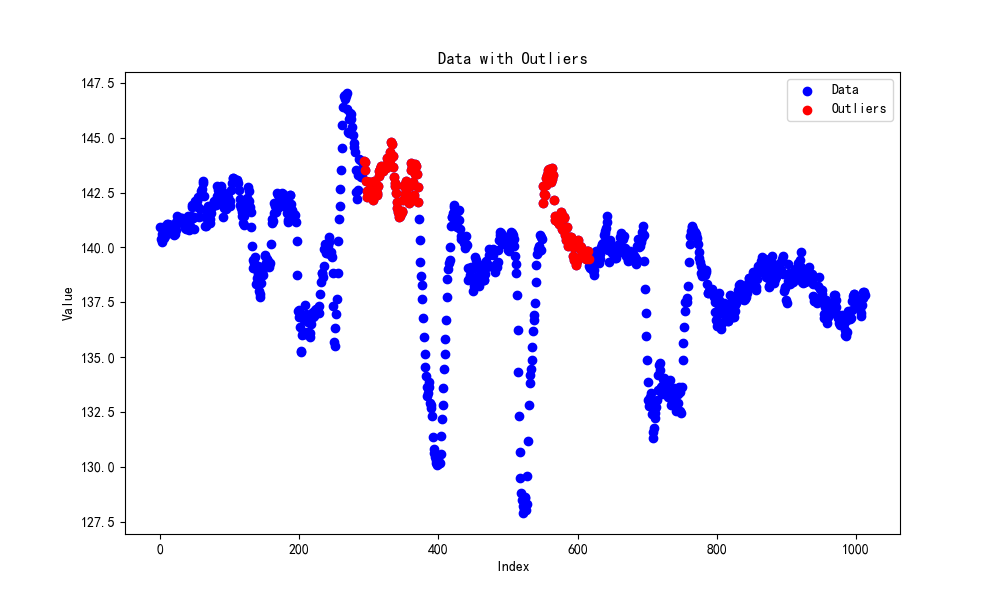 Data with Outliers
147.5
145.0
142.5
140.0
137.5
135.0
132.5
130.0
127.5
Value
0 200 400 600 800 1000
Index
Data
Outliers